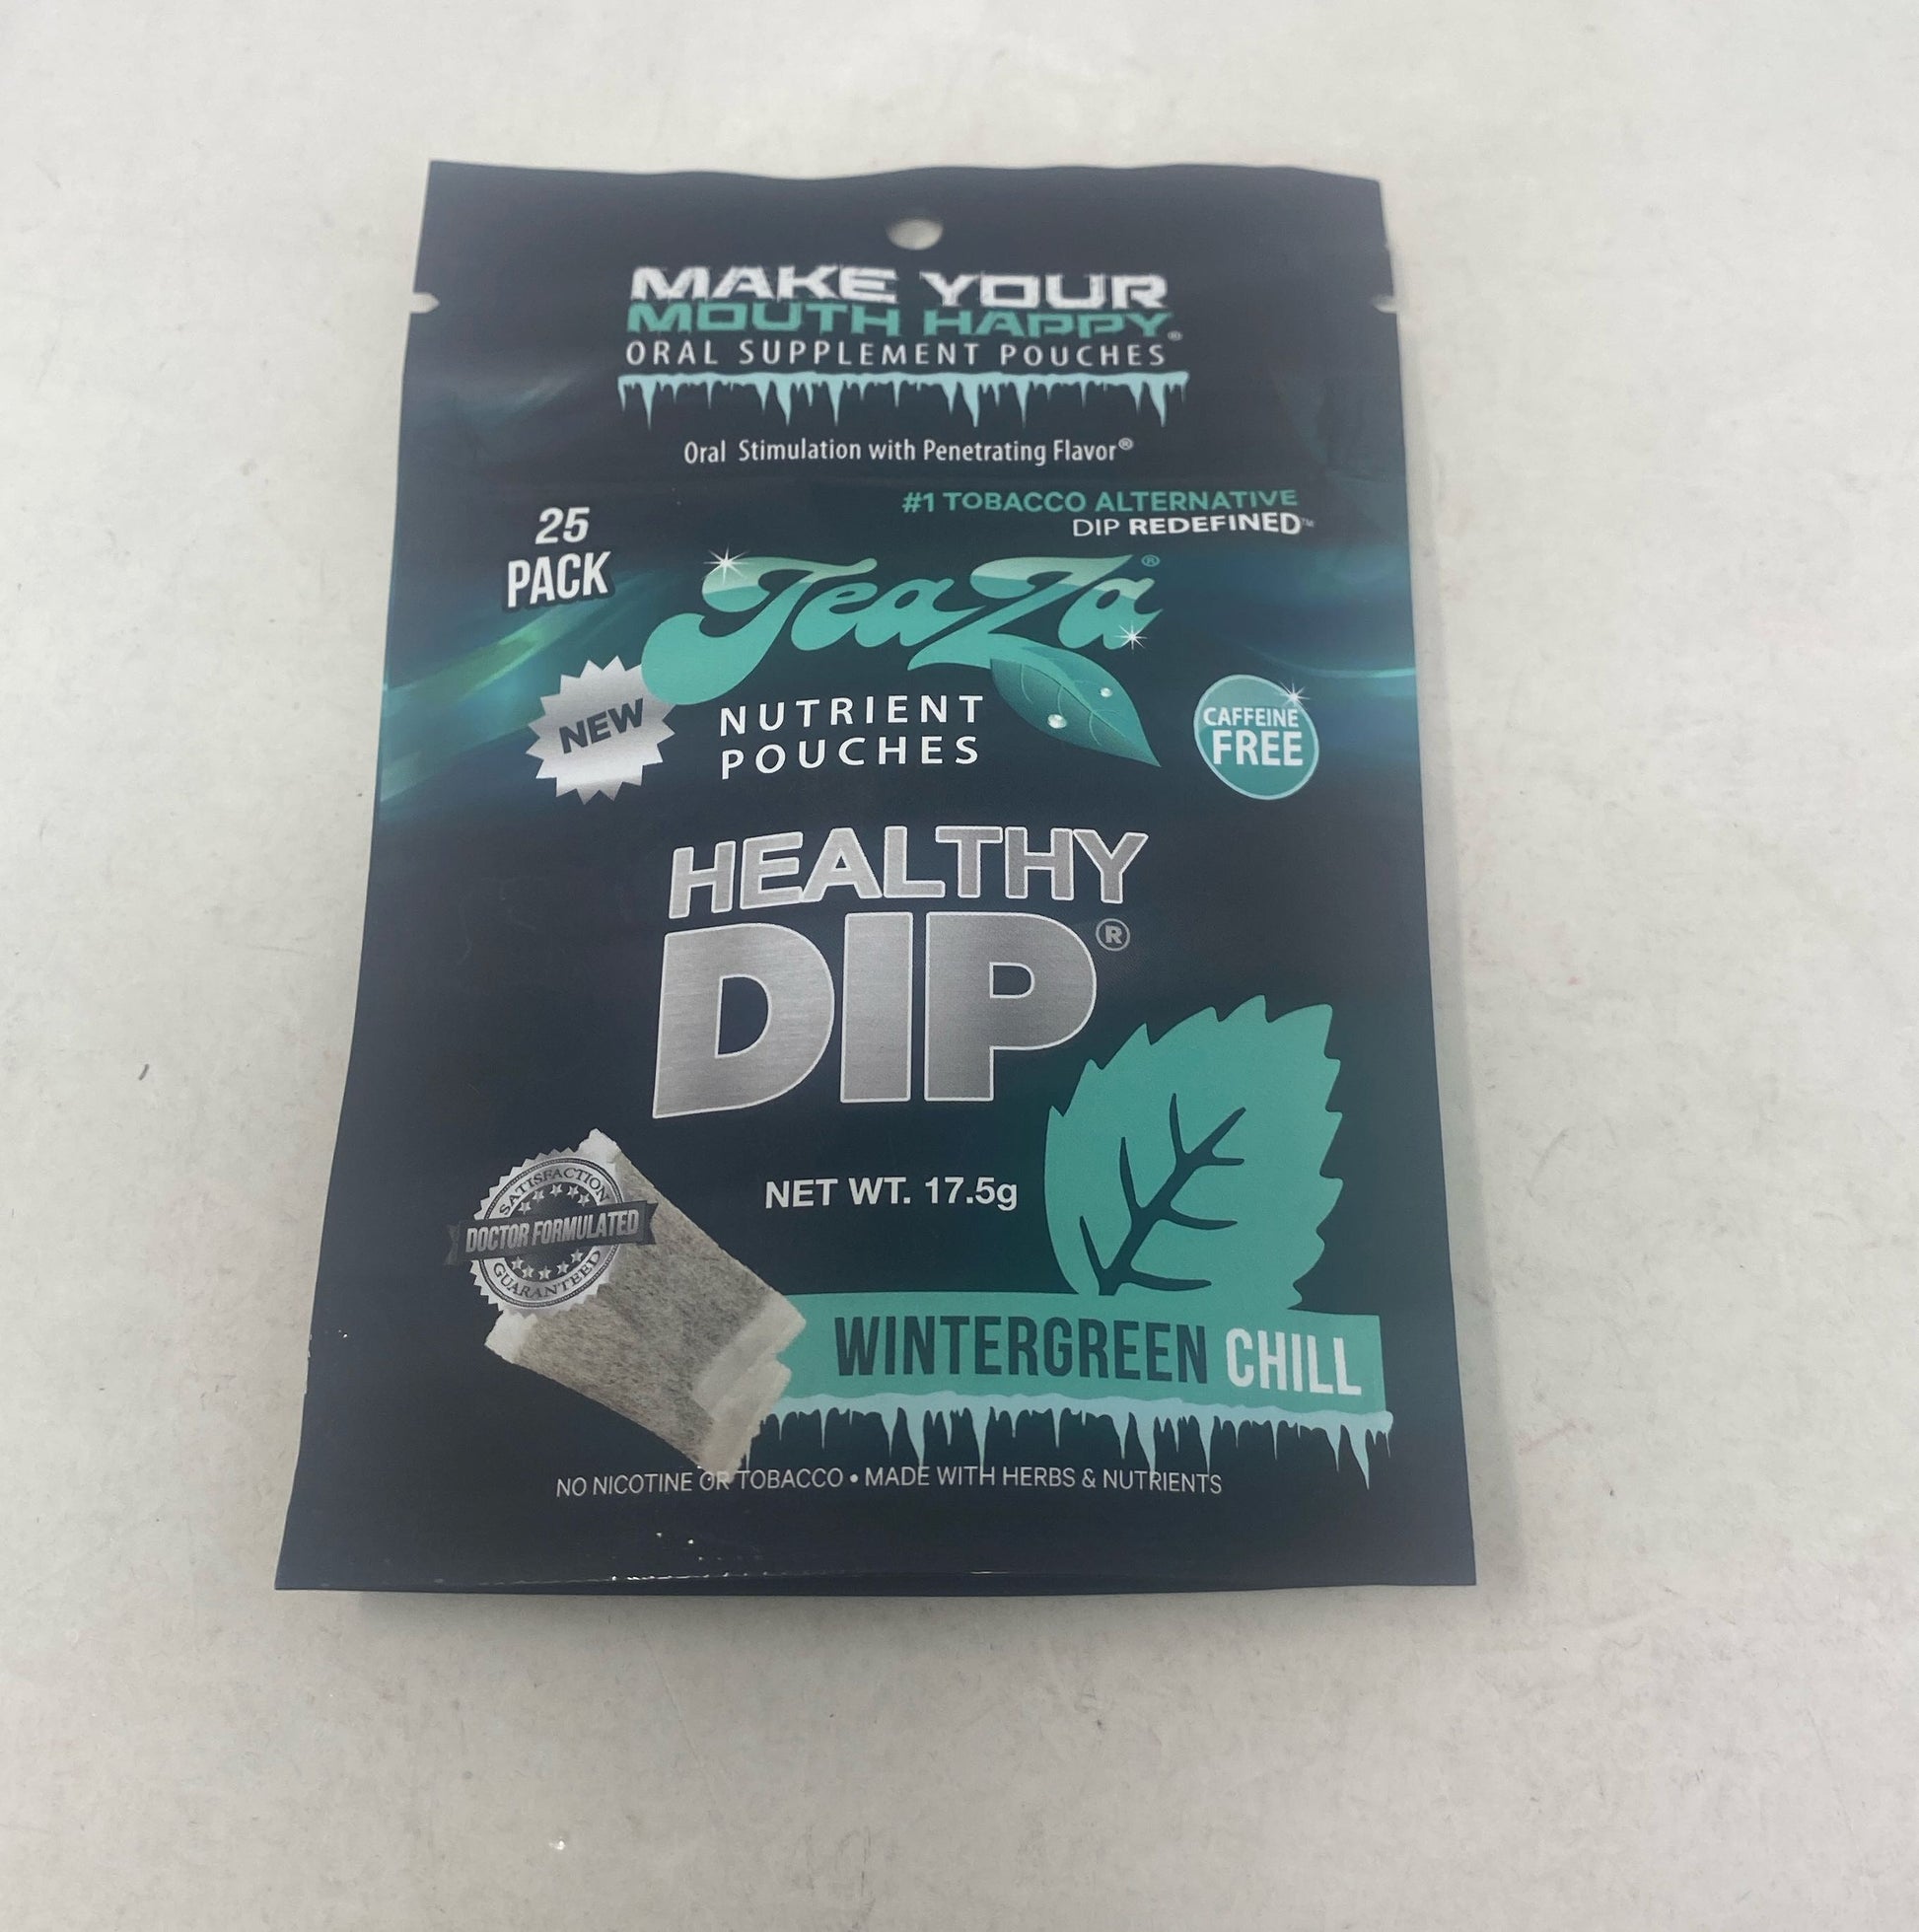 MAKE YOUR
MOUTH HAPPY®
ORAL SUPPLEMENT POUCHES
Oral Stimulation with Penetrating Flavor®
#1 TOBACCO ALTERNATIVE
DIP REDEFINED™
25
PACK
TeaZa®
NEW
NUTRIENT
POUCHES
CAFFEINE
FREE
HEALTHY
DIP®
NET WT. 17.5g
SATISFACTION
DOCTOR FORMULATED
GUARANTEED
WINTERGREEN CHILL
NO NICOTINE OR TOBACCO • MADE WITH HERBS & NUTRIENTS